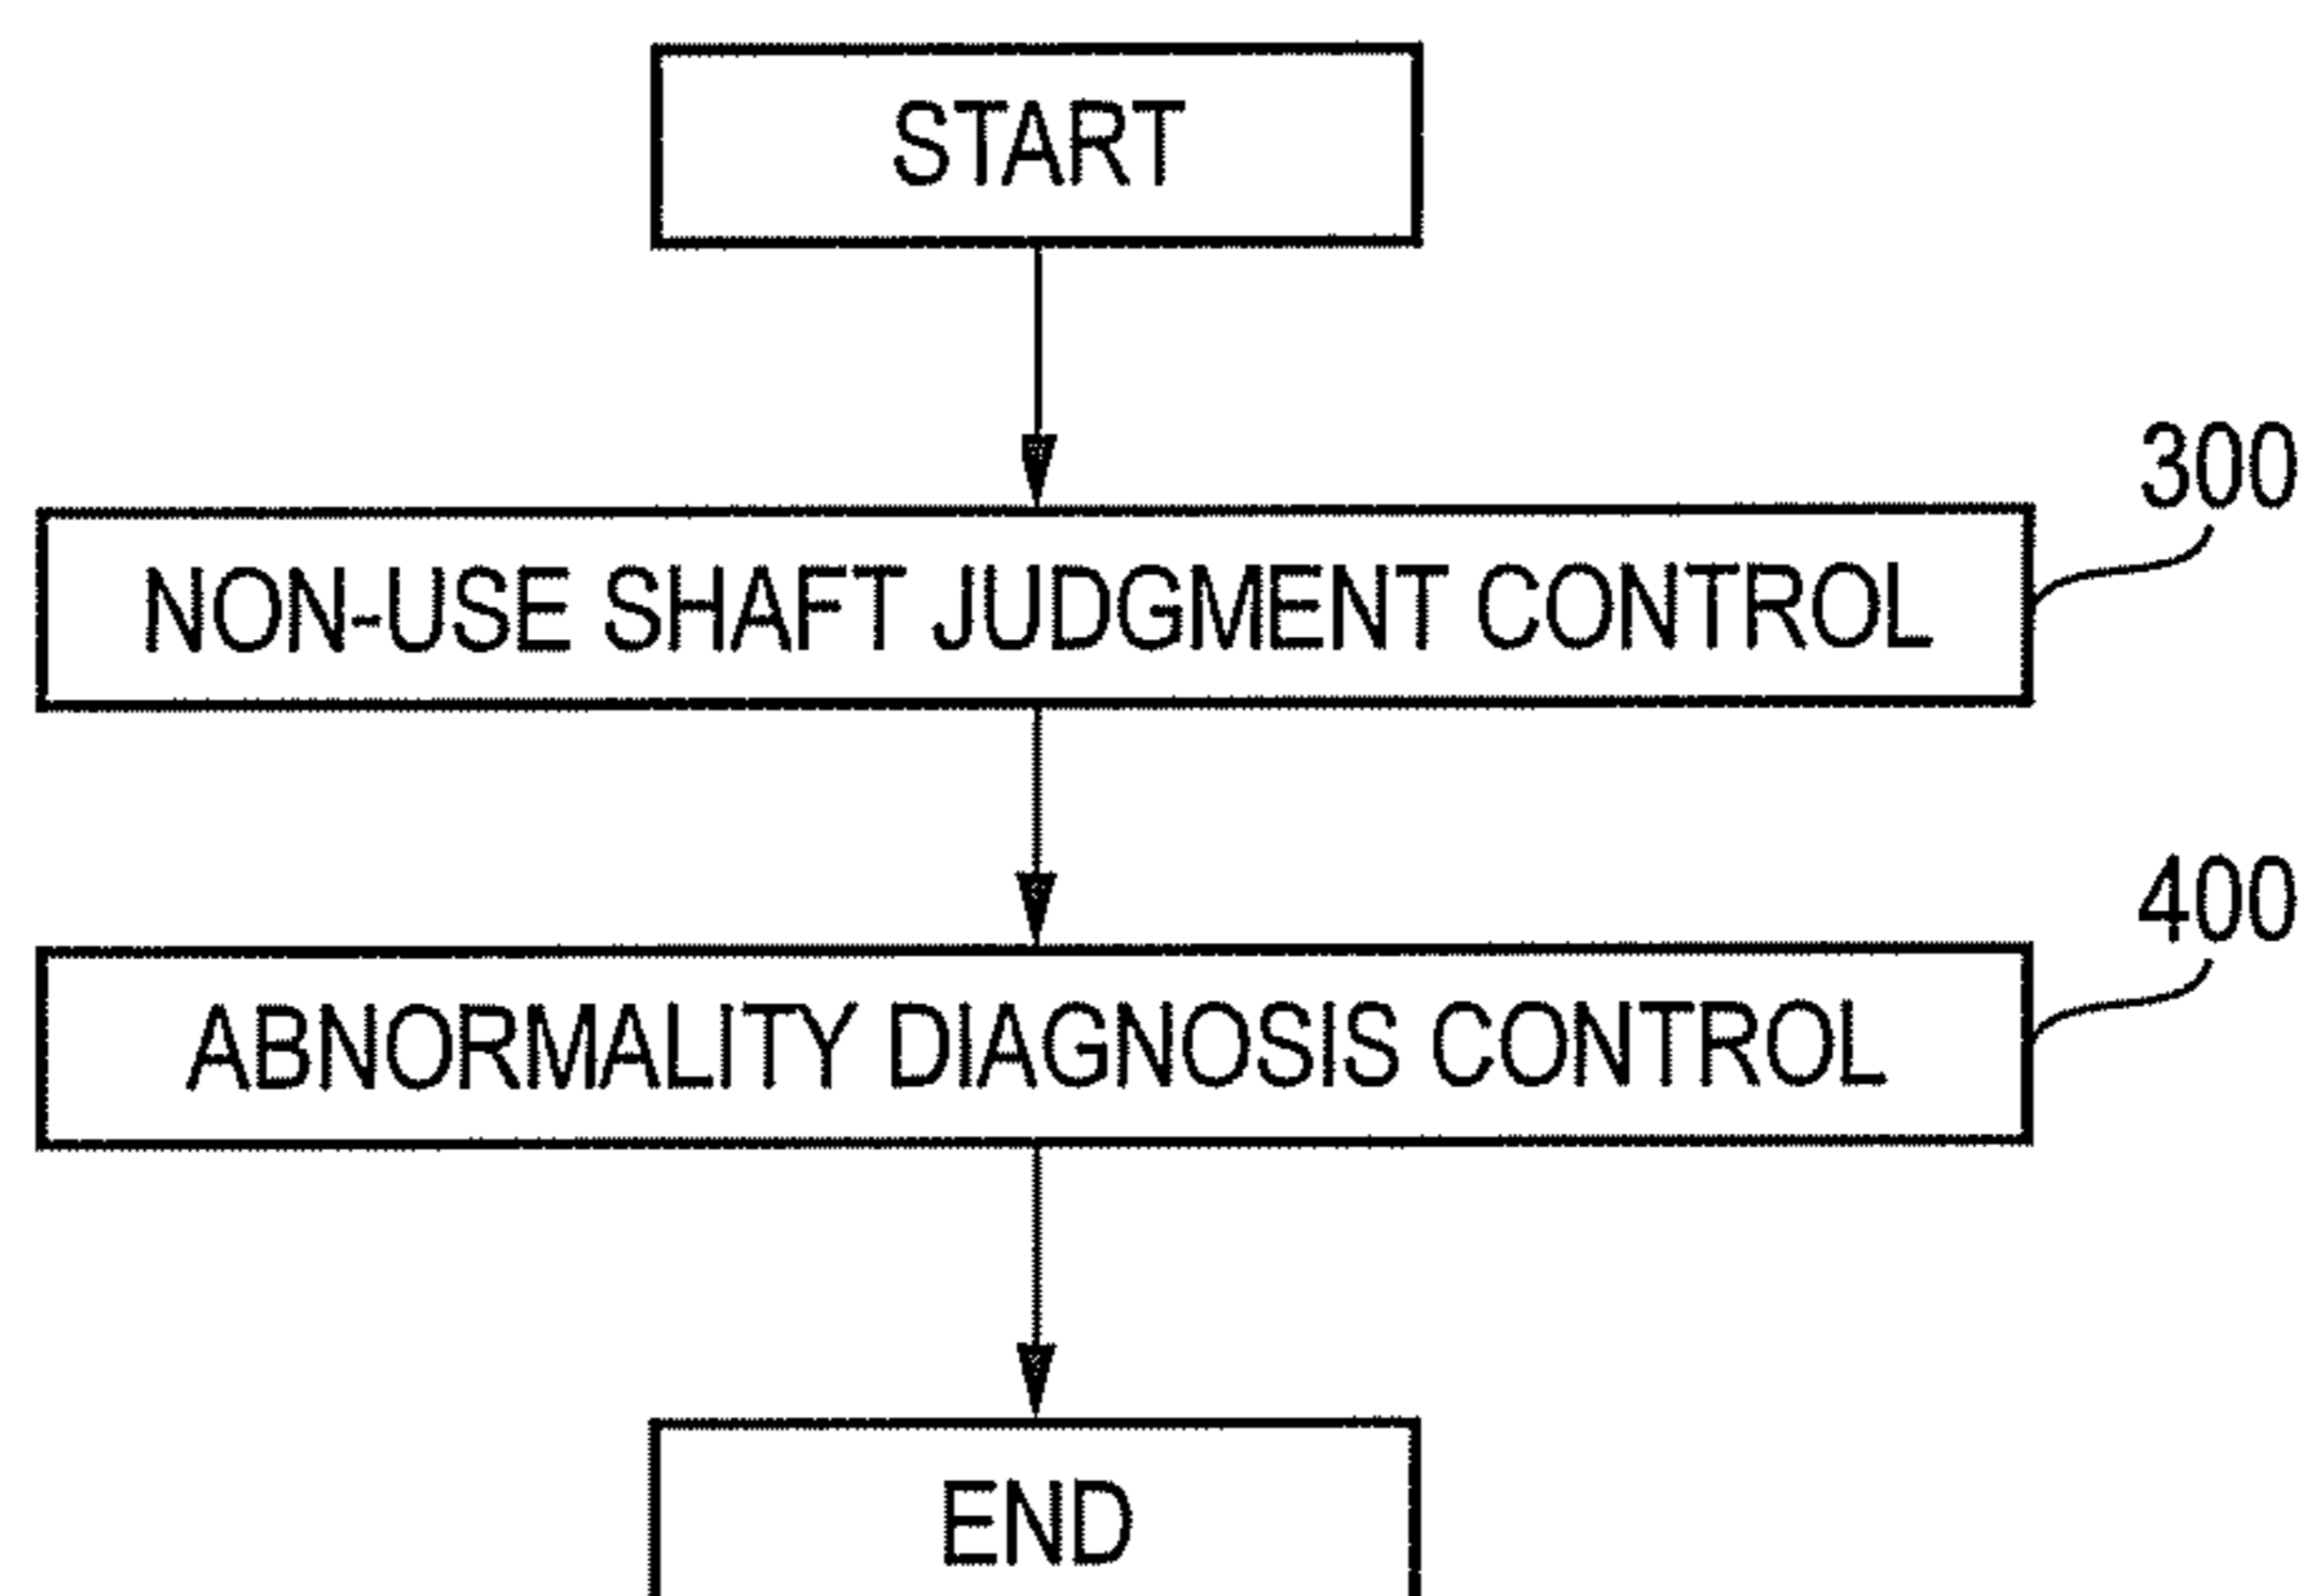 START
300
NON-USE SHAFT JUDGMENT CONTROL
400
ABNORMALITY DIAGNOSIS CONTROL
END